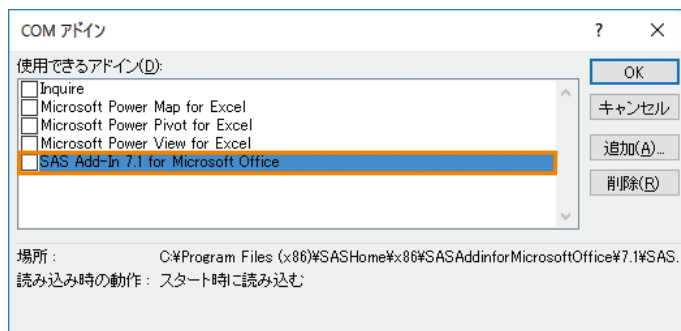 COM アドイン ? ×
使用できるアドイン(D):
Inquire
Microsoft Power Map for Excel
Microsoft Power Pivot for Excel
Microsoft Power View for Excel
SAS Add-In 7.1 for Microsoft Office
OK
キャンセル
追加(A)...
削除(R)
場所 : C:¥Program Files (x86)¥SASHome¥x86¥SASAddinforMicrosoftOffice¥7.1¥SAS.
読み込み時の動作 : スタート時に読み込む